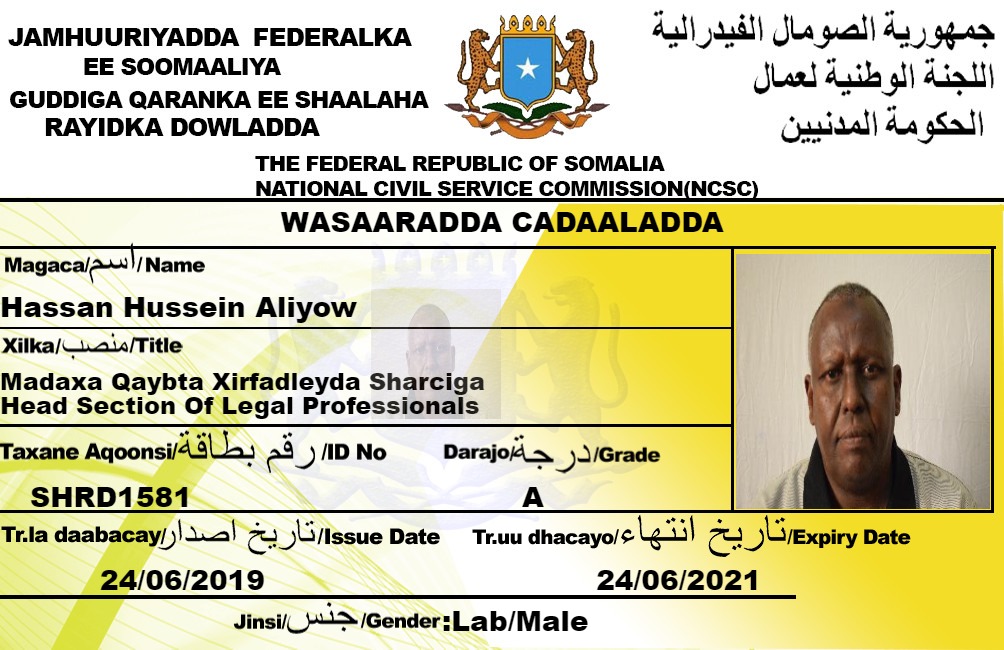 JAMHUURIYADDA FEDERALKA
EE SOOMAALIYA
GUDDIGA QARANKA EE SHAALAHA
RAYIDKA DOWLADDA
جمهورية الصومال الفيدرالية
اللجنة الوطنية لعمال
الحكومة المدنيين
THE FEDERAL REPUBLIC OF SOMALIA
NATIONAL CIVIL SERVICE COMMISSION(NCSC)
WASAARADDA CADAALADDA
Magaca/اسم/Name
Hassan Hussein Aliyow
Xilka/منصب/Title
Madaxa Qaybta Xirfadleyda Sharciga
Head Section Of Legal Professionals
Taxane Aqoonsi/رقم بطاقة/ID No
Darajo/درجة/Grade
SHRD1581
A
Tr.la daabacay/تاريخ اصدار/Issue Date
Tr.uu dhacayo/تاريخ انتهاء/Expiry Date
24/06/2019
24/06/2021
Jinsi/جنس/Gender:Lab/Male